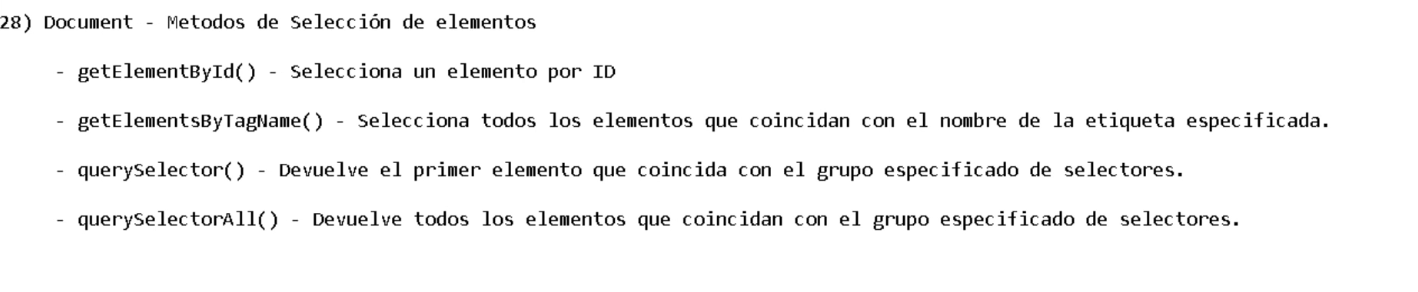 28) Document - Metodos de Selección de elementos
- getElementById() - Selecciona un elemento por ID
- getElementsByTagName() - Selecciona todos los elementos que coincidan con el nombre de la etiqueta especificada.
- querySelector() - Devuelve el primer elemento que coincida con el grupo especificado de selectores.
- querySelectorAll() - Devuelve todos los elementos que coincidan con el grupo especificado de selectores.